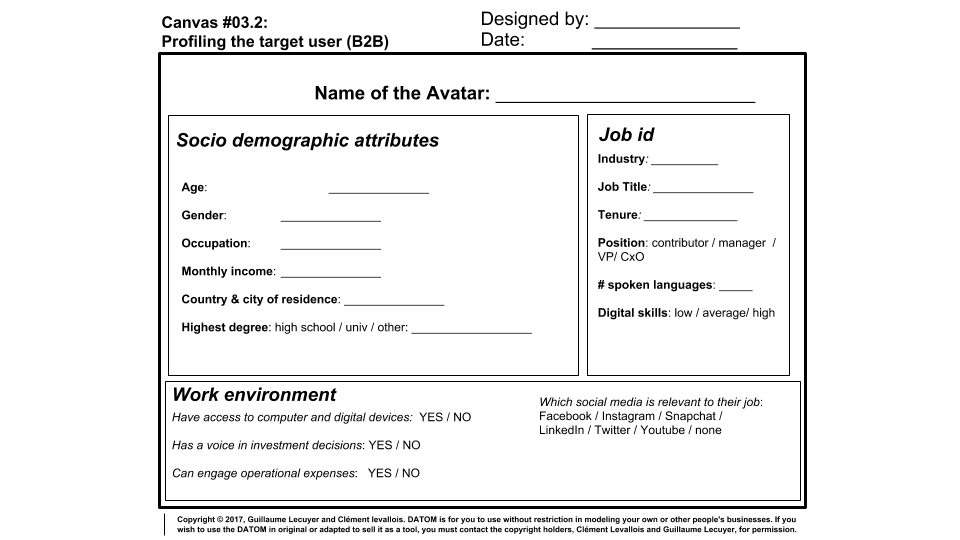 Canvas #03.2:
Profiling the target user (B2B)
Designed by: _______________
Date: _______________
Name of the Avatar: _________________________
Socio demographic attributes
Age: _______________
Gender: _______________
Occupation: _______________
Monthly income: _______________
Country & city of residence: _______________
Highest degree: high school / univ / other: __________________
Job id
Industry: __________
Job Title: _______________
Tenure: ______________
Position: contributor / manager /
VP/ CxO
# spoken languages: _____
Digital skills: low / average/ high
Work environment
Have access to computer and digital devices: YES / NO
Has a voice in investment decisions: YES / NO
Can engage operational expenses: YES / NO
Which social media is relevant to their job:
Facebook / Instagram / Snapchat /
LinkedIn / Twitter / Youtube / none
Copyright © 2017, Guillaume Lecuyer and Clément levallois. DATOM is for you to use without restriction in modeling your own or other people's businesses. If you
wish to use the DATOM in original or adapted to sell it as a tool, you must contact the copyright holders, Clément Levallois and Guillaume Lecuyer, for permission.